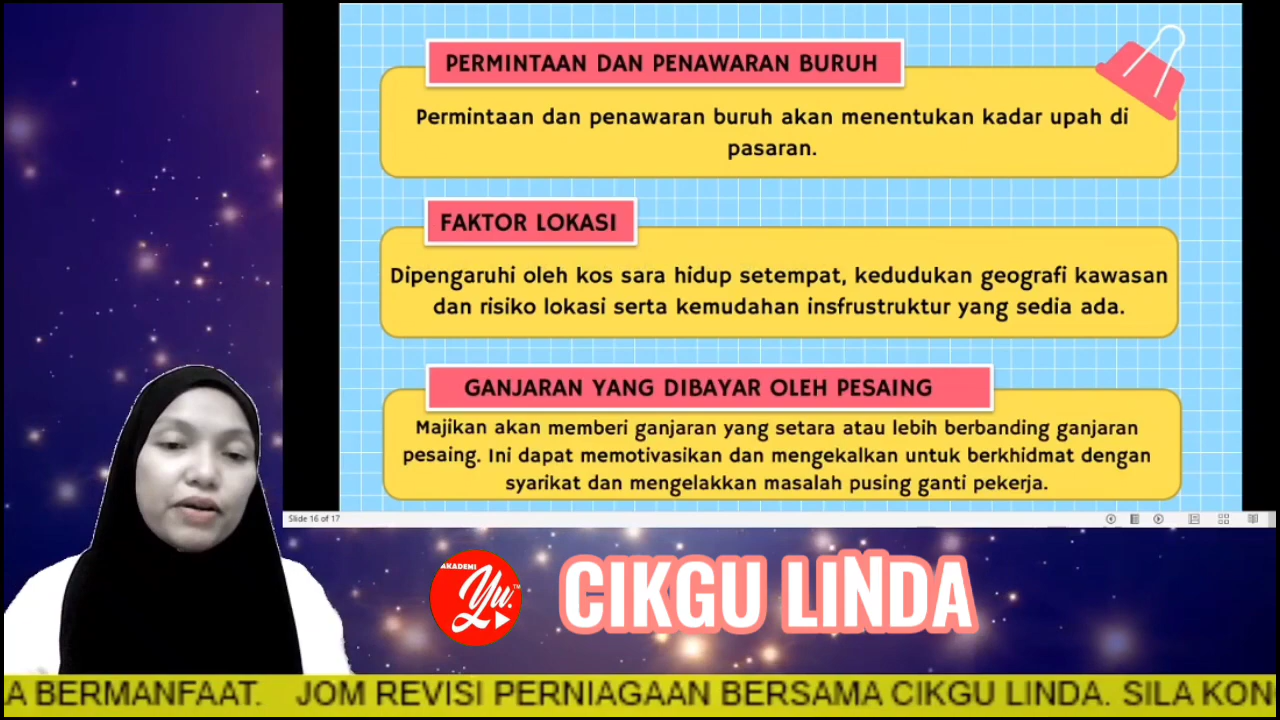 PERMINTAAN DAN PENAWARAN BURUH
Permintaan dan penawaran buruh akan menentukan kadar upah di
pasaran.
FAKTOR LOKASI
Dipengaruhi oleh kos sara hidup setempat, kedudukan geografi kawasan
dan risiko lokasi serta kemudahan insfrustruktur yang sedia ada.
GANJARAN YANG DIBAYAR OLEH PESAING
Majikan akan memberi ganjaran yang setara atau lebih berbanding ganjaran
pesaing. Ini dapat memotivasikan dan mengekalkan untuk berkhidmat dengan
syarikat dan mengelakkan masalah pusing ganti pekerja.
Slide 16 of 17
AKADEMI
Yu.
TM
CIKGU LINDA
A BERMANFAAT. JOM REVISI PERNIAGAAN BERSAMA CIKGU LINDA. SILA KON